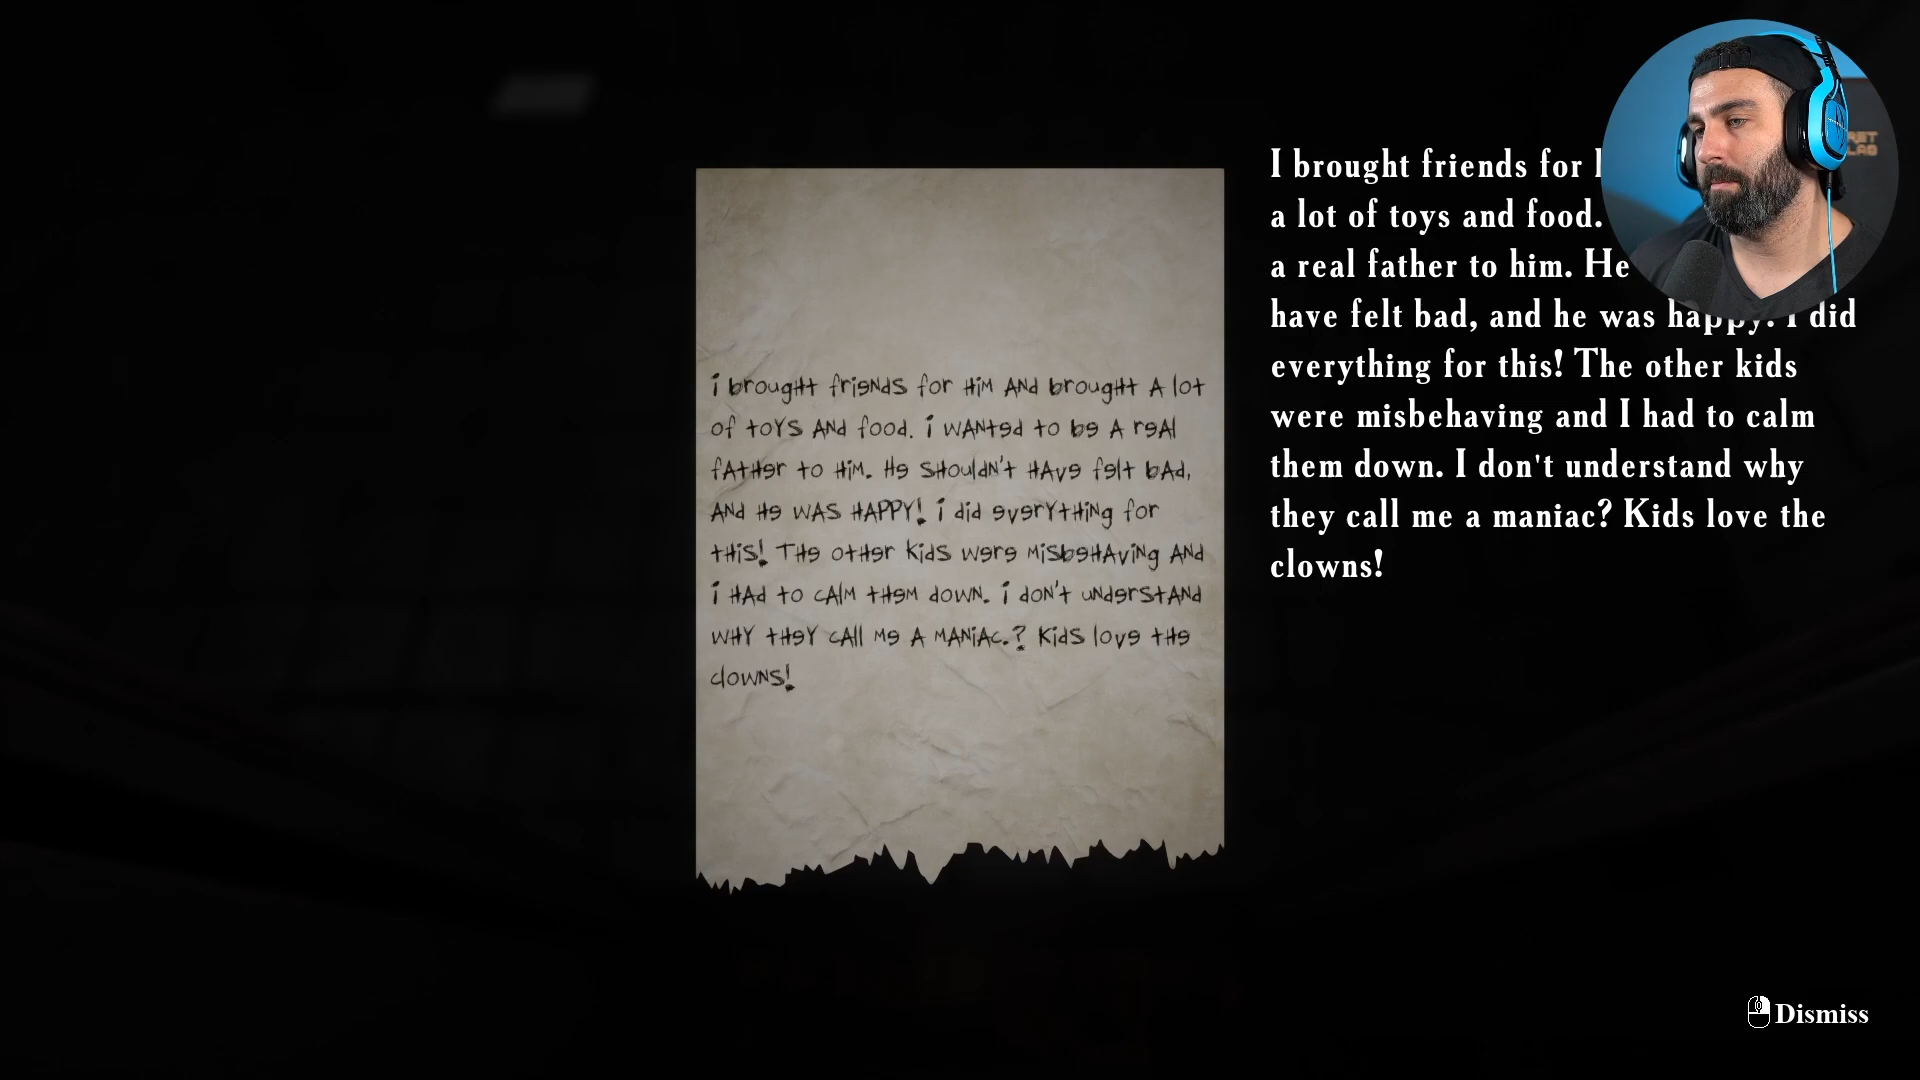 i brought friends for him and brought a lot
of toys and food. i wanted to be a real
father to him. He shouldn't have felt bad,
and he was happy! i did everything for
this! The other kids were misbehaving and
i had to calm them down. i don't understand
why they call me a maniac.? Kids love the
clowns!
I brought friends for
a lot of toys and food.
a real father to him. He
have felt bad, and he was happy! I did
everything for this! The other kids
were misbehaving and I had to calm
them down. I don't understand why
they call me a maniac? Kids love the
clowns!
Dismiss